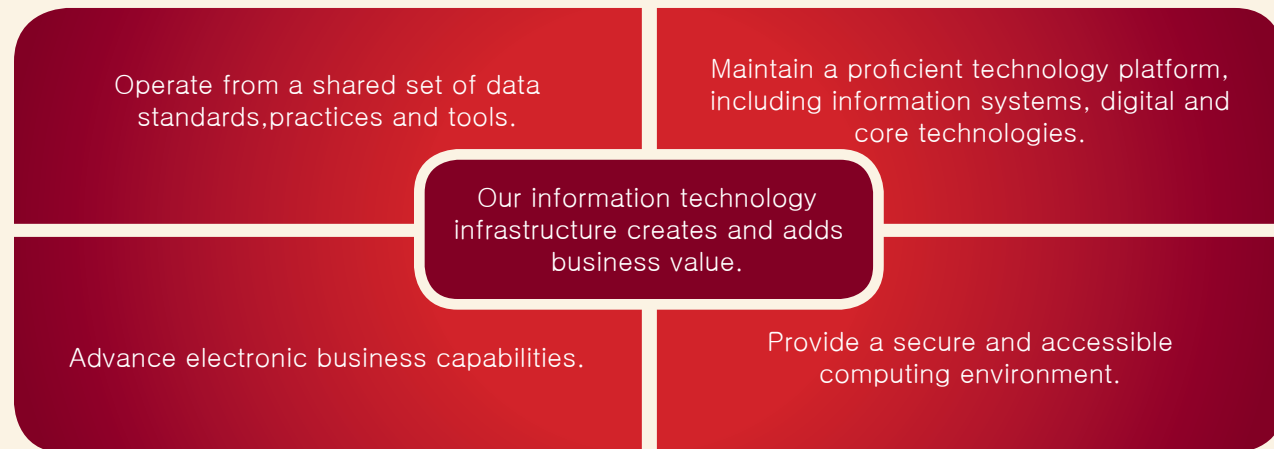 Operate from a shared set of data
standards,practices and tools.
Maintain a proficient technology platform,
including information systems, digital and
core technologies.
Our information technology
infrastructure creates and adds
business value.
Advance electronic business capabilities.
Provide a secure and accessible
computing environment.